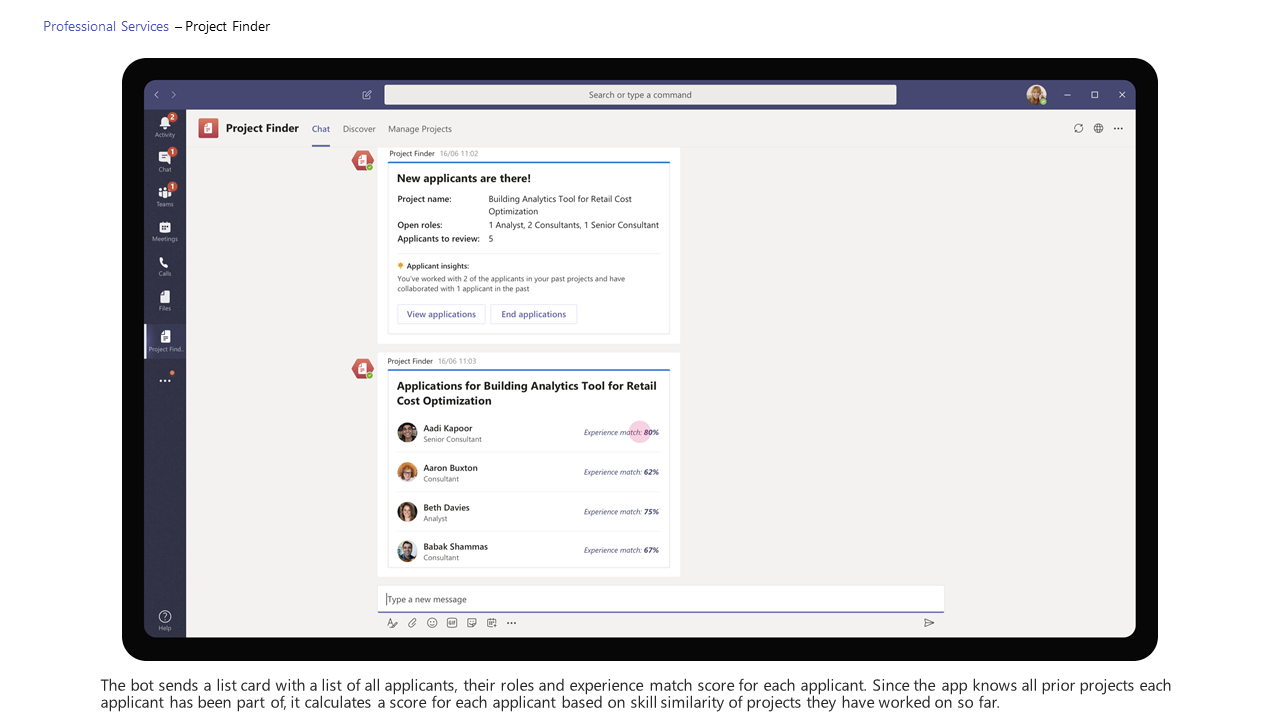 Professional Services – Project Finder
Search or type a command
Activity
2
Chat
1
Teams
1
Meetings
Calls
Files
Project Find..
Help
Project Finder Chat Discover Manage Projects
Project Finder 16/06 11:02
New applicants are there!
Project name: Building Analytics Tool for Retail Cost
Optimization
Open roles: 1 Analyst, 2 Consultants, 1 Senior Consultant
Applicants to review: 5
Applicant insights:
You've worked with 2 of the applicants in your past projects and have
collaborated with 1 applicant in the past
View applications End applications
Project Finder 16/06 11:03
Applications for Building Analytics Tool for Retail
Cost Optimization
Aadi Kapoor
Senior Consultant
Experience match: 80%
Aaron Buxton
Consultant
Experience match: 62%
Beth Davies
Analyst
Experience match: 75%
Babak Shammas
Consultant
Experience match: 67%
Type a new message
GIF
The bot sends a list card with a list of all applicants, their roles and experience match score for each applicant. Since the app knows all prior projects each
applicant has been part of, it calculates a score for each applicant based on skill similarity of projects they have worked on so far.